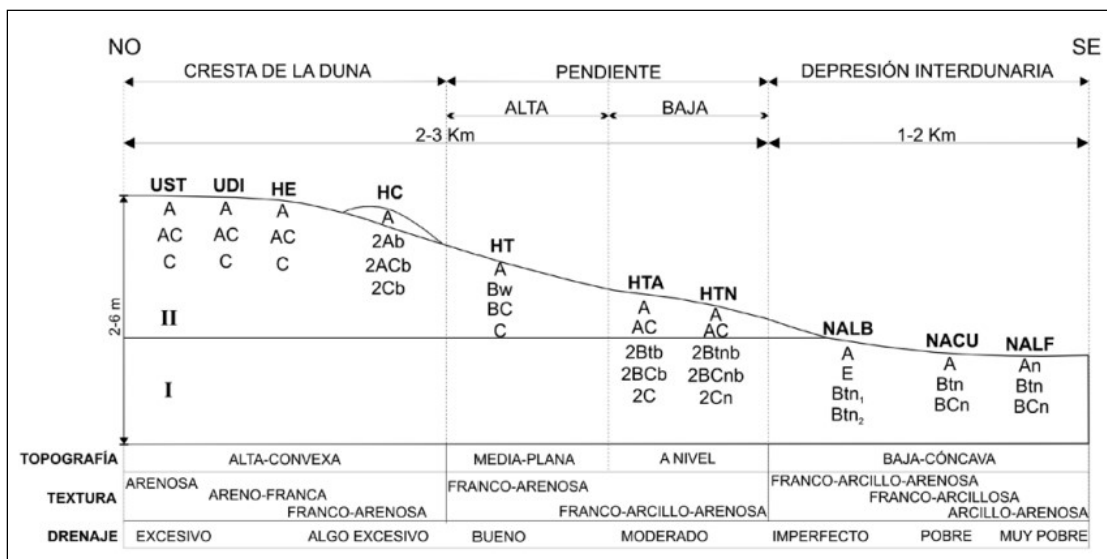 NO SE
CRESTA DE LA DUNA PENDIENTE DEPRESIÓN INTERDUNARIA
ALTA BAJA
2-3 Km 1-2 Km
UST UDI HE HC
A A A A
AC AC AC 2Ab
C C C 2ACb
2Cb
HT
A
Bw
BC
C
HTA HTN
A A
AC AC
2Btb 2Btnb
2BCb 2BCnb
2C 2Cn
NALB NACU NALF
A A An
E Btn Btn
Btn₁ BCn BCn
Btn₂
2-6 m
II
I
TOPOGRAFÍA ALTA-CONVEXA MEDIA-PLANA A NIVEL BAJA-CÓNCAVA
TEXTURA ARENOSA ARENO-FRANCA FRANCO-ARENOSA FRANCO-ARENOSA FRANCO-ARCILLO-ARENOSA FRANCO-ARCILLO-ARENOSA FRANCO-ARCILLOSA ARCILLO-ARENOSA
DRENAJE EXCESIVO ALGO EXCESIVO BUENO MODERADO IMPERFECTO POBRE MUY POBRE